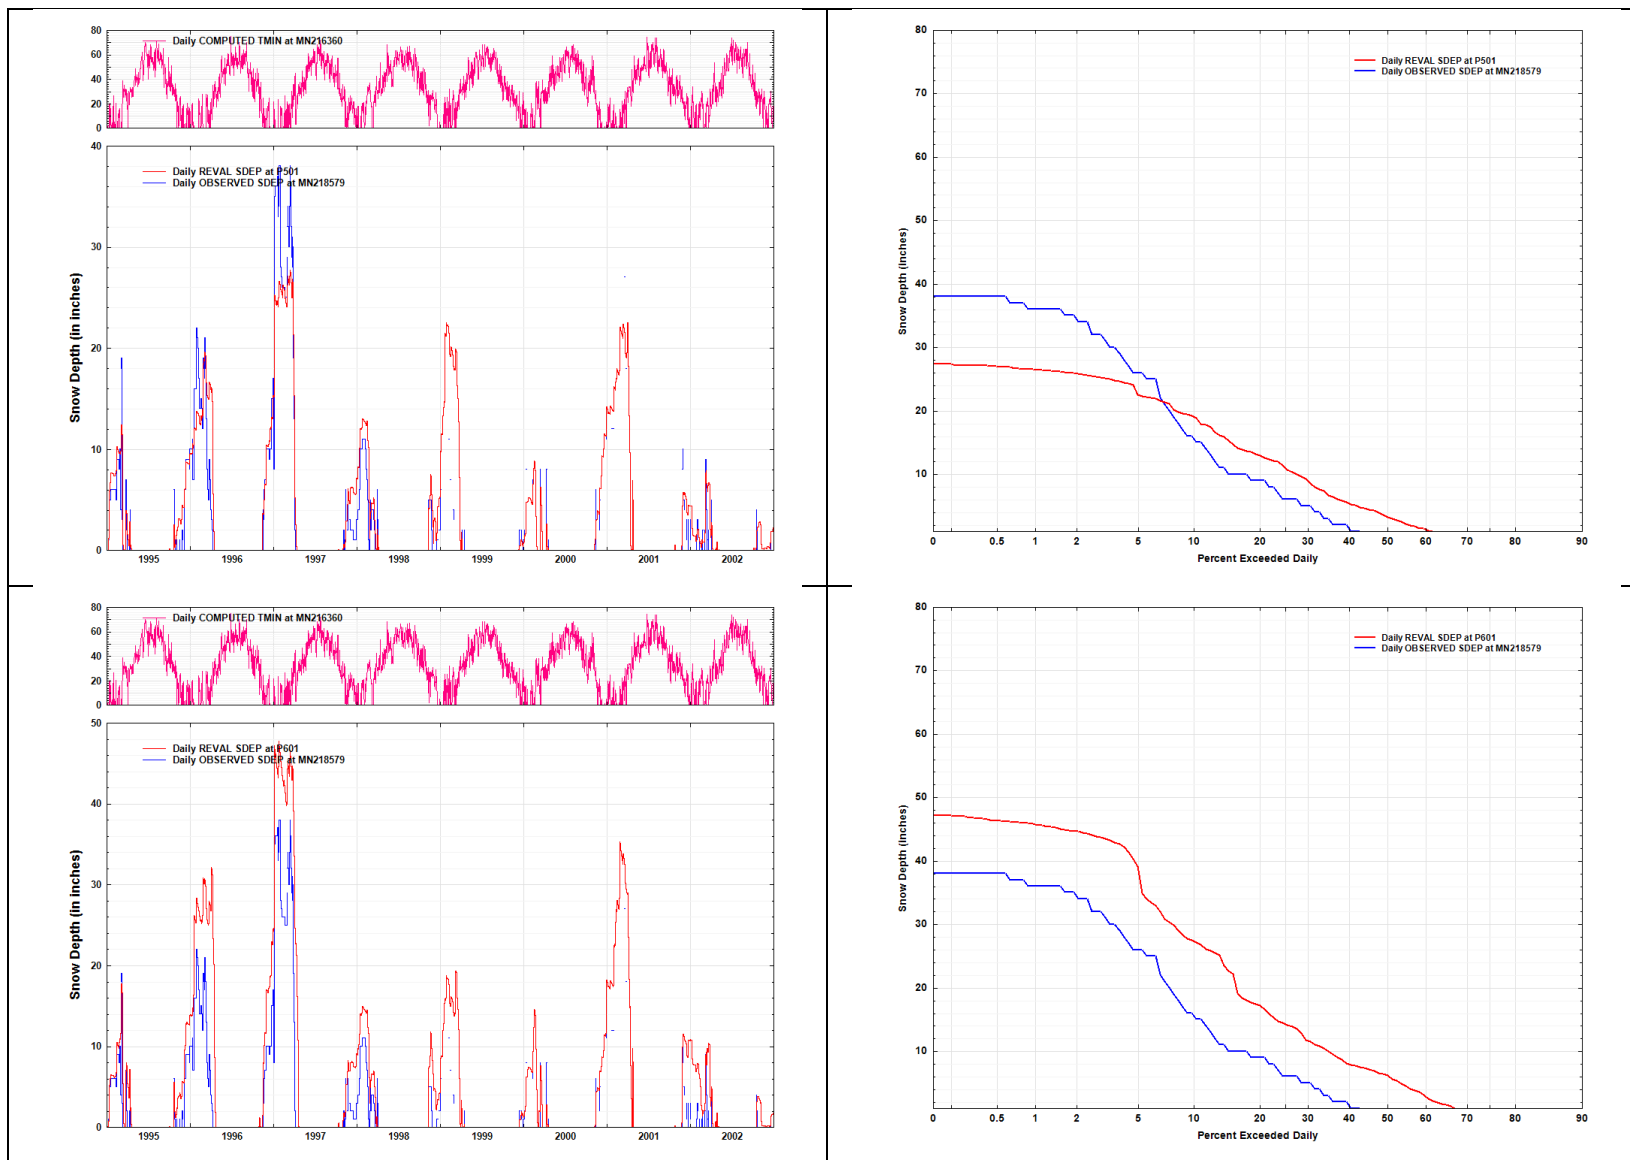 80
60
40
20
0
Daily COMPUTED TMIN at MN216360
40
30
20
10
0
Snow Depth (in inches)
Daily REVAL SDEP at P501
Daily OBSERVED SDEP at MN218579
1995 1996 1997 1998 1999 2000 2001 2002
80
70
60
50
40
30
20
10
Snow Depth (inches)
Daily REVAL SDEP at P501
Daily OBSERVED SDEP at MN218579
0 0.5 1 2 5 10 20 30 40 50 60 70 80 90
Percent Exceeded Daily
80
60
40
20
0
Daily COMPUTED TMIN at MN216360
50
40
30
20
10
0
Snow Depth (in inches)
Daily REVAL SDEP at P601
Daily OBSERVED SDEP at MN218579
1995 1996 1997 1998 1999 2000 2001 2002
80
70
60
50
40
30
20
10
Snow Depth (inches)
Daily REVAL SDEP at P601
Daily OBSERVED SDEP at MN218579
0 0.5 1 2 5 10 20 30 40 50 60 70 80 90
Percent Exceeded Daily